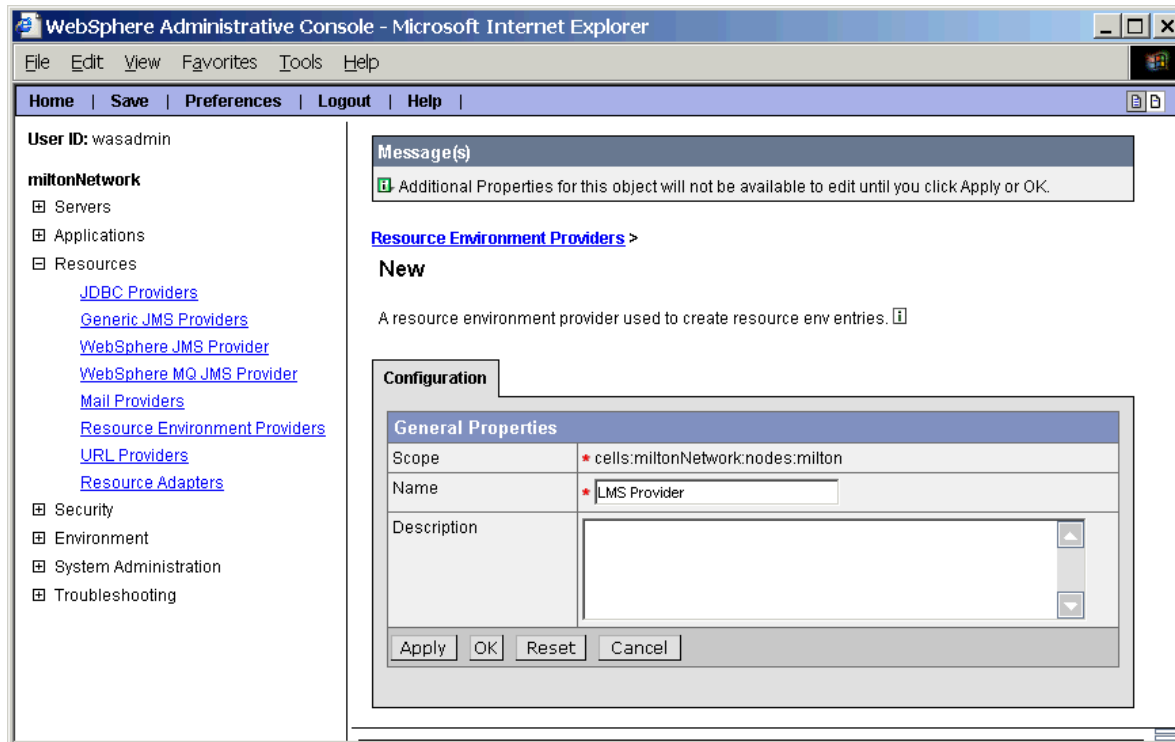 WebSphere Administrative Console - Microsoft Internet Explorer
File Edit View Favorites Tools Help
Home | Save | Preferences | Logout | Help |
User ID: wasadmin
miltonNetwork
Servers
Applications
Resources
JDBC Providers
Generic JMS Providers
WebSphere JMS Provider
WebSphere MQ JMS Provider
Mail Providers
Resource Environment Providers
URL Providers
Resource Adapters
Security
Environment
System Administration
Troubleshooting
Message(s)
Additional Properties for this object will not be available to edit until you click Apply or OK.
Resource Environment Providers >
New
A resource environment provider used to create resource env entries.
Configuration
General Properties
Scope * cells:miltonNetwork:nodes:milton
Name * LMS Provider
Description
Apply OK Reset Cancel